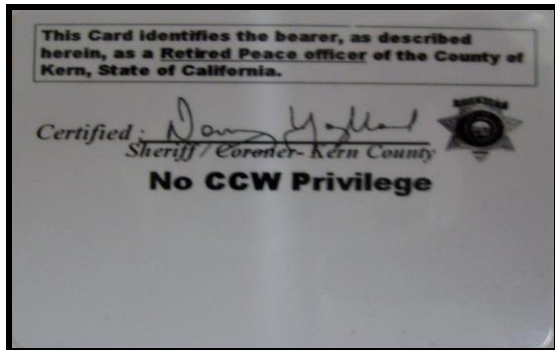 This Card identifies the bearer, as described
herein, as a Retired Peace officer of the County of
Kern, State of California.
Certified :
Sheriff / Coroner- Kern County
No CCW Privilege